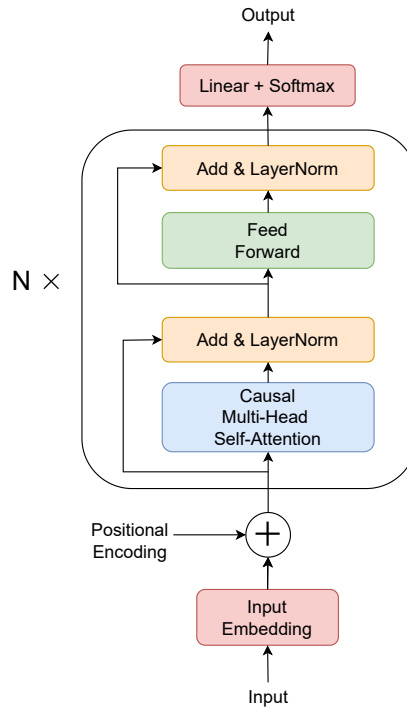 Output
Linear + Softmax
Add & LayerNorm
Feed
Forward
N ×
Add & LayerNorm
Causal
Multi-Head
Self-Attention
Positional
Encoding
+
Input
Embedding
Input